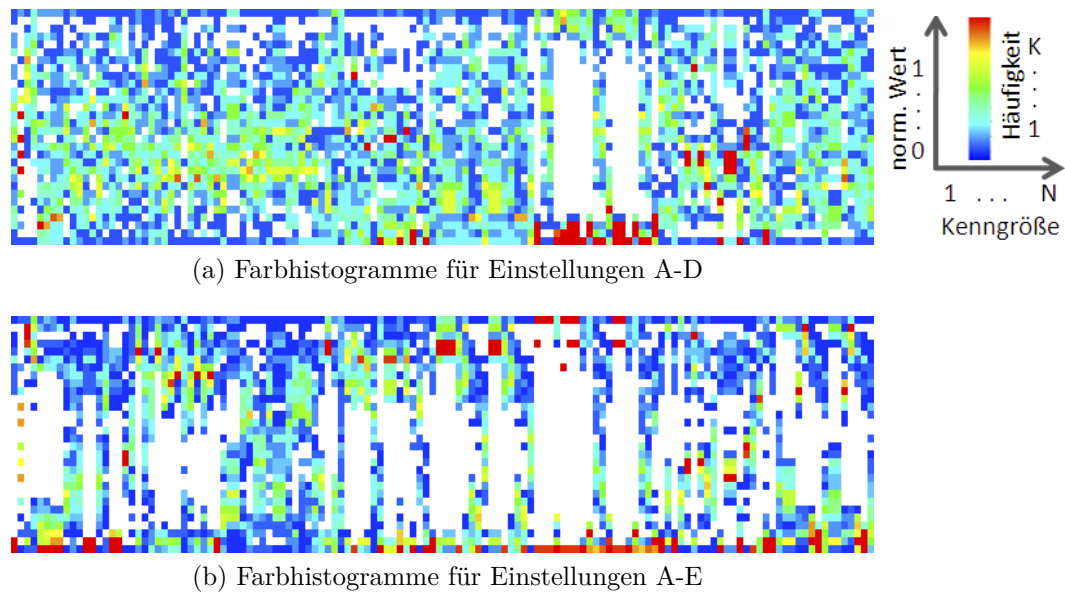 norm. Wert
1
.
.
.
0
Häufigkeit
K
.
.
.
1
1 . . . N
Kenngröße
(a) Farbhistogramme für Einstellungen A-D
(b) Farbhistogramme für Einstellungen A-E